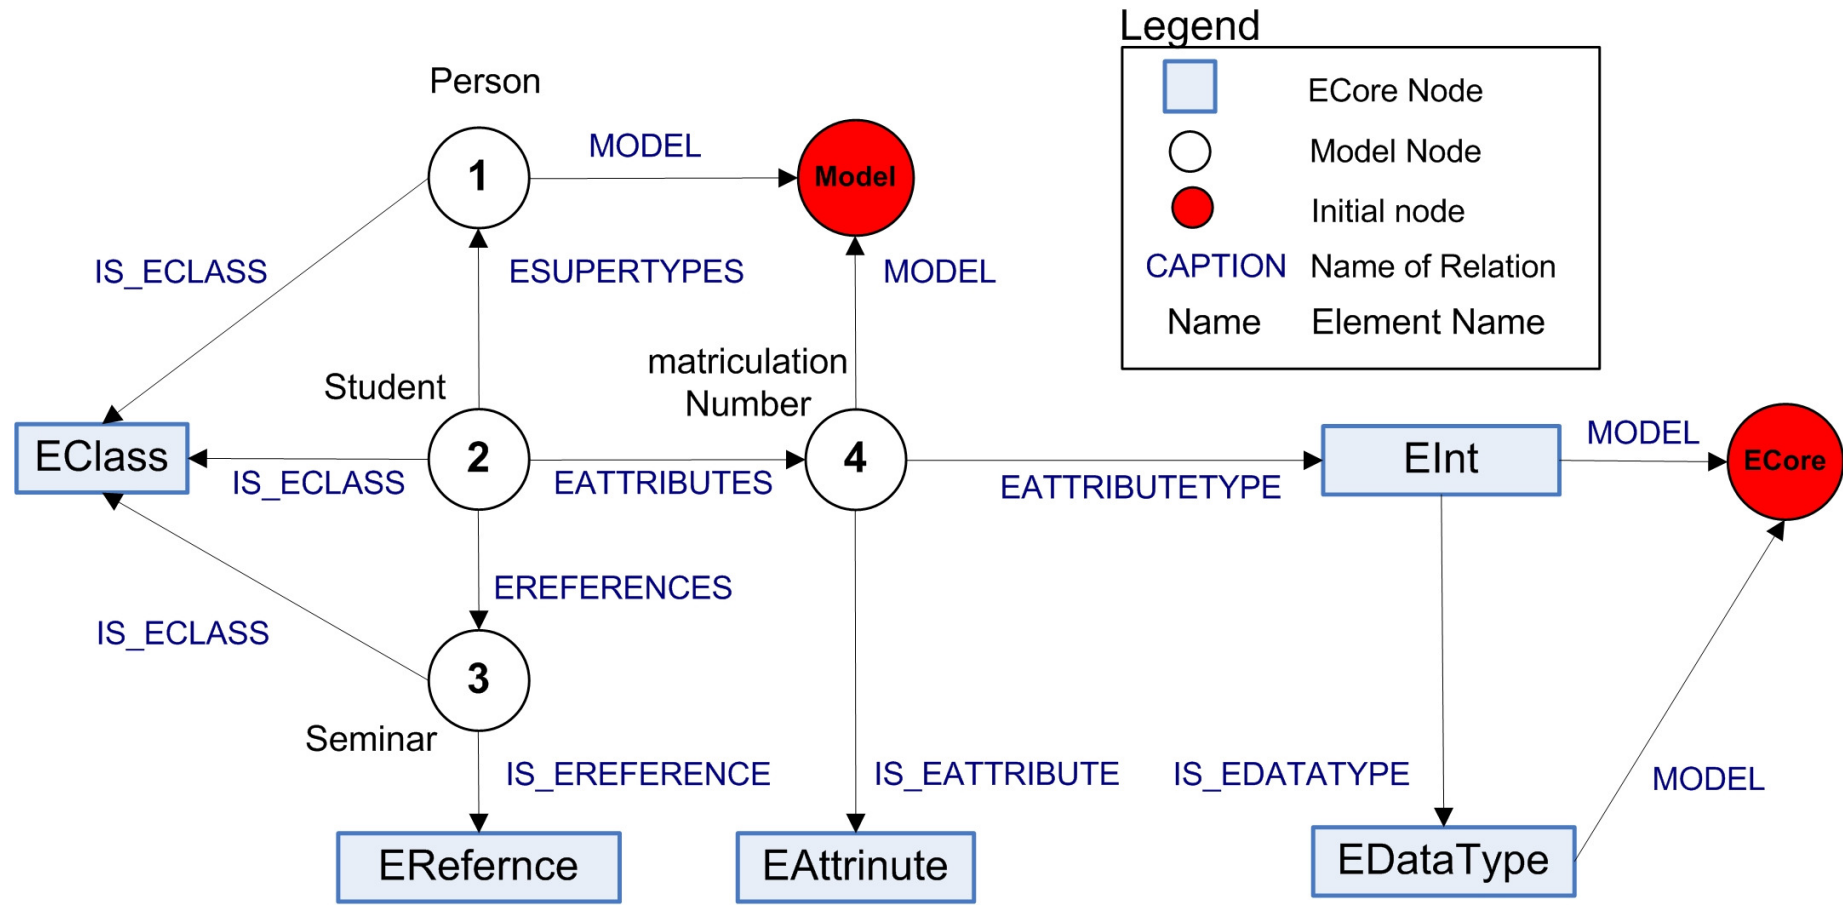 Legend
ECore Node
Model Node
Initial node
CAPTION Name of Relation
Name Element Name
Person
1
MODEL
Model
IS_ECLASS
ESUPERTYPES
MODEL
Student
matriculation
Number
EClass
IS_ECLASS
2
EATTRIBUTES
4
EATTRIBUTETYPE
EInt
MODEL
ECore
EREFERENCES
IS_ECLASS
3
Seminar
IS_EREFERENCE
IS_EATTRIBUTE
IS_EDATATYPE
MODEL
ERefernce
EAttrinute
EDataType